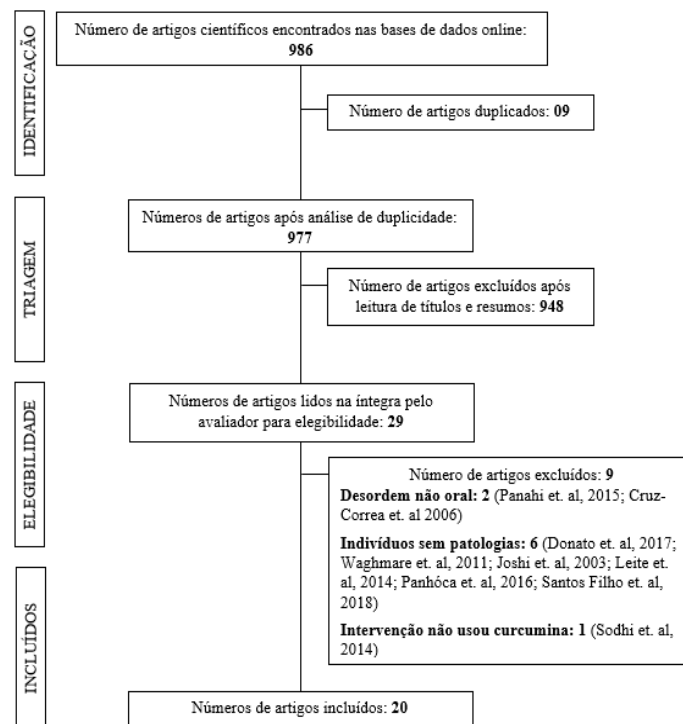 IDENTIFICAÇÃO
Número de artigos científicos encontrados nas bases de dados online:
986
Número de artigos duplicados: 09
TRIAGEM
Números de artigos após análise de duplicidade:
977
Número de artigos excluídos após
leitura de títulos e resumos: 948
ELEGIBILIDADE
Números de artigos lidos na íntegra pelo
avaliador para elegibilidade: 29
Número de artigos excluídos: 9
Desordem não oral: 2 (Panahi et. al, 2015; Cruz-
Correa et. al 2006)
Indivíduos sem patologias: 6 (Donato et. al, 2017;
Waghmare et. al, 2011; Joshi et. al, 2003; Leite et.
al, 2014; Panhóca et. al, 2016; Santos Filho et. al,
2018)
Intervenção não usou curcumina: 1 (Sodhi et. al,
2014)
INCLUÍDOS
Números de artigos incluídos: 20